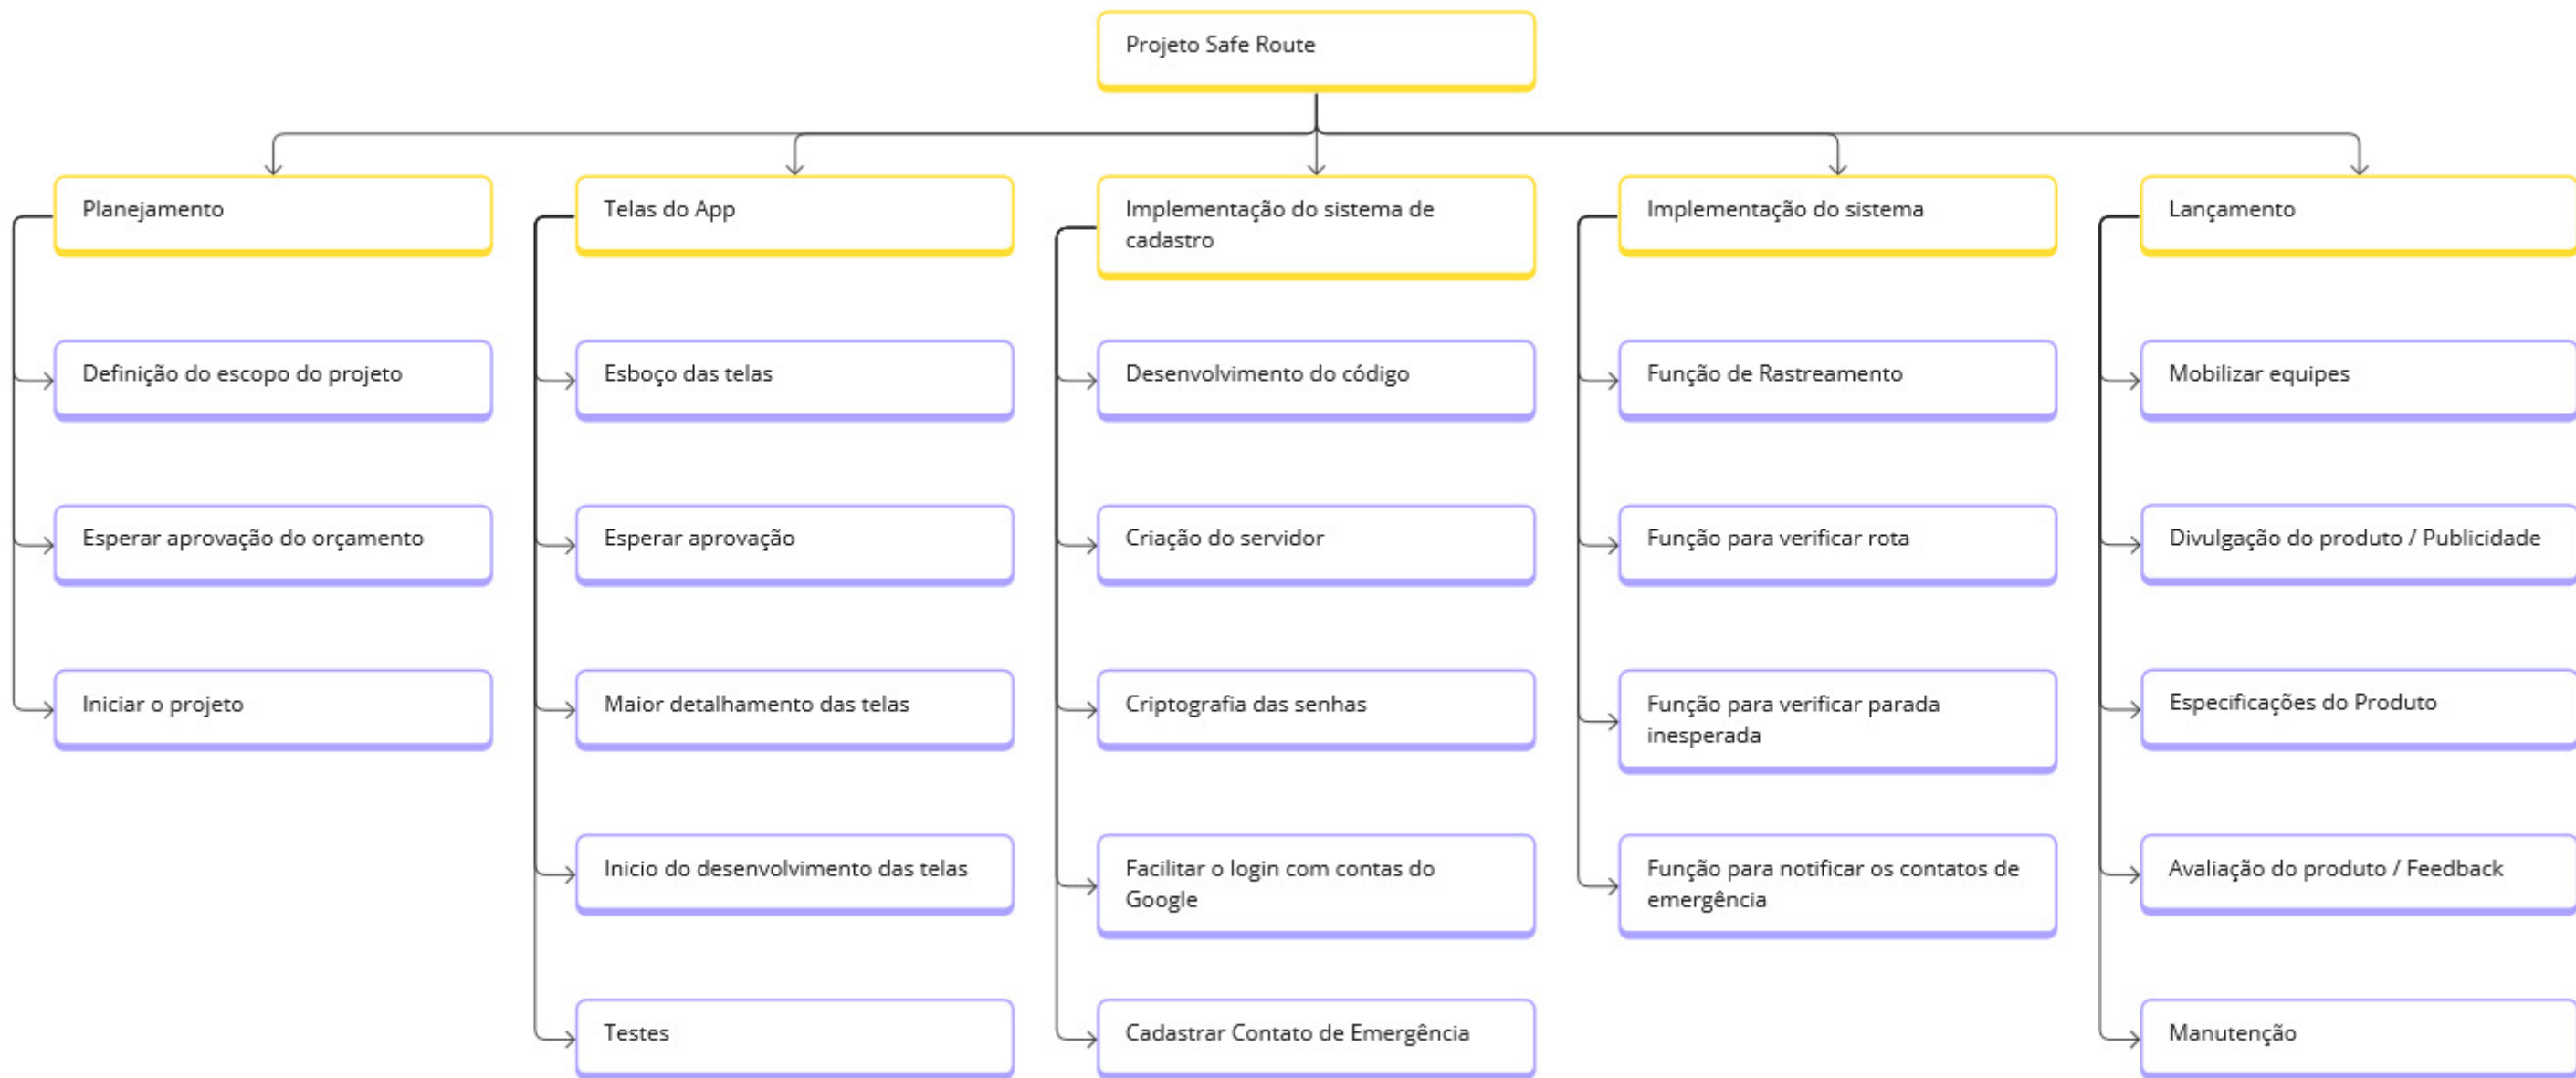 Projeto Safe Route
Planejamento
Definição do escopo do projeto
Esperar aprovação do orçamento
Iniciar o projeto
Telas do App
Esboço das telas
Esperar aprovação
Maior detalhamento das telas
Inicio do desenvolvimento das telas
Testes
Implementação do sistema de
cadastro
Desenvolvimento do código
Criação do servidor
Criptografia das senhas
Facilitar o login com contas do
Google
Cadastrar Contato de Emergência
Implementação do sistema
Função de Rastreamento
Função para verificar rota
Função para verificar parada
inesperada
Função para notificar os contatos de
emergência
Lançamento
Mobilizar equipes
Divulgação do produto / Publicidade
Especificações do Produto
Avaliação do produto / Feedback
Manutenção